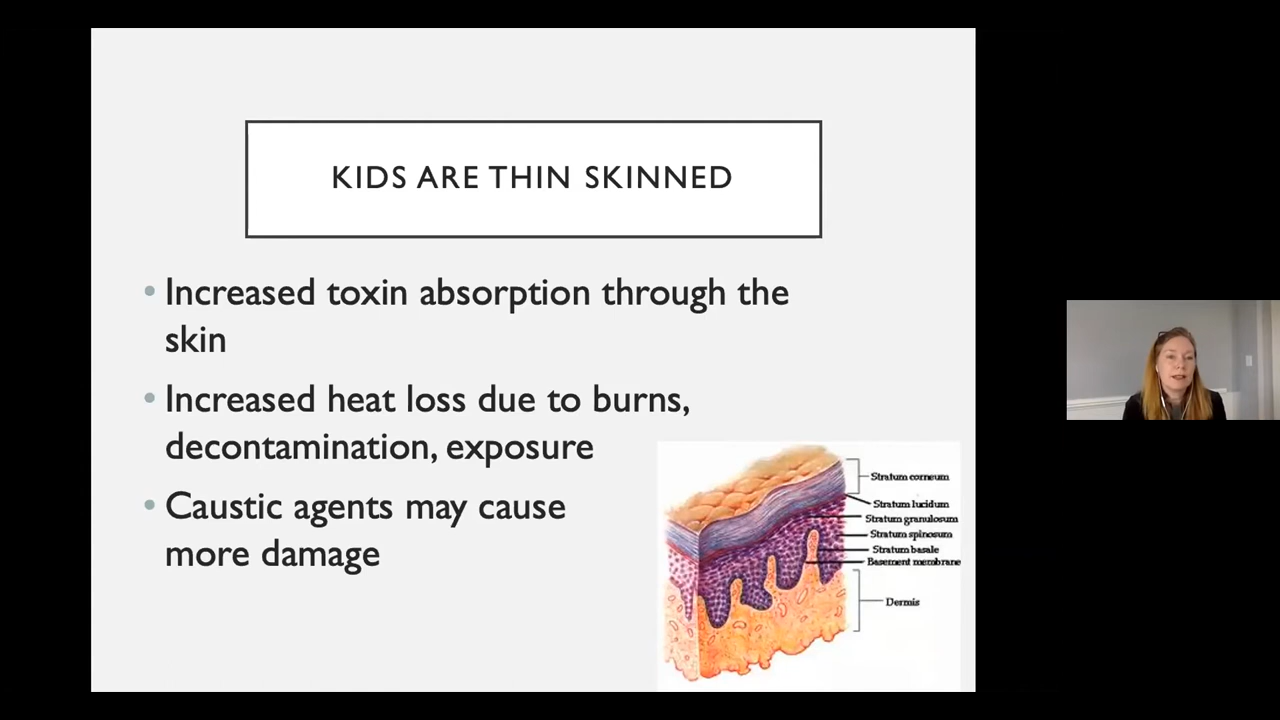 KIDS ARE THIN SKINNED
• Increased toxin absorption through the
skin
• Increased heat loss due to burns,
decontamination, exposure
• Caustic agents may cause
more damage
Stratum corneum
Stratum lucidum
Stratum granulosum
Stratum spinosum
Stratum basale
Basement membrane
Dermis